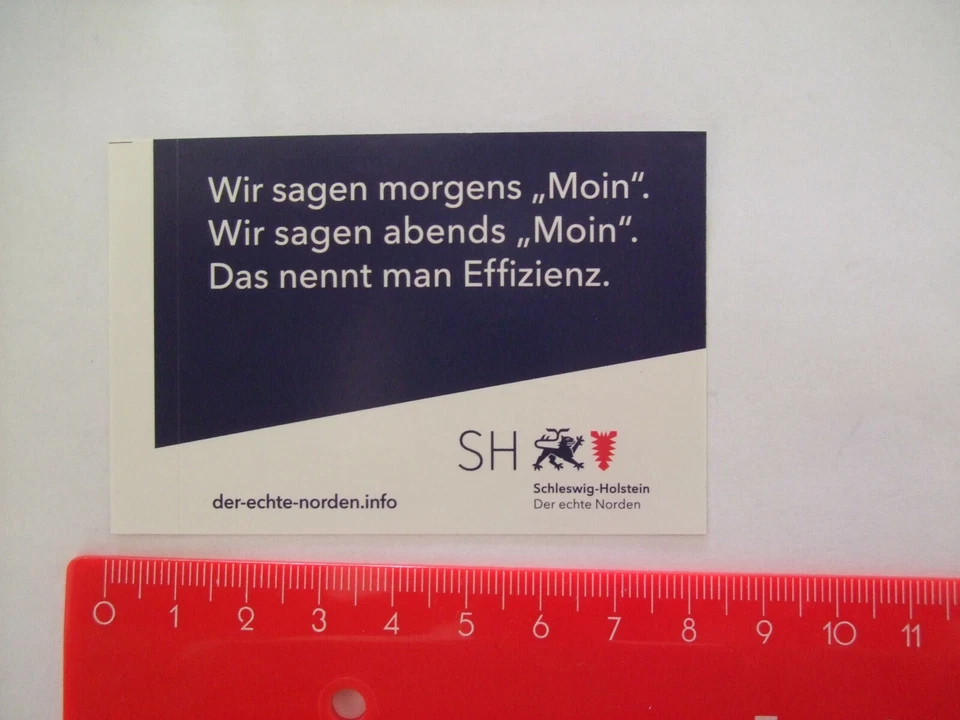 Wir sagen morgens „Moin“.
Wir sagen abends „Moin“.
Das nennt man Effizienz.
SH
Schleswig-Holstein
Der echte Norden
der-echte-norden.info
0 1 2 3 4 5 6 7 8 9 10 11